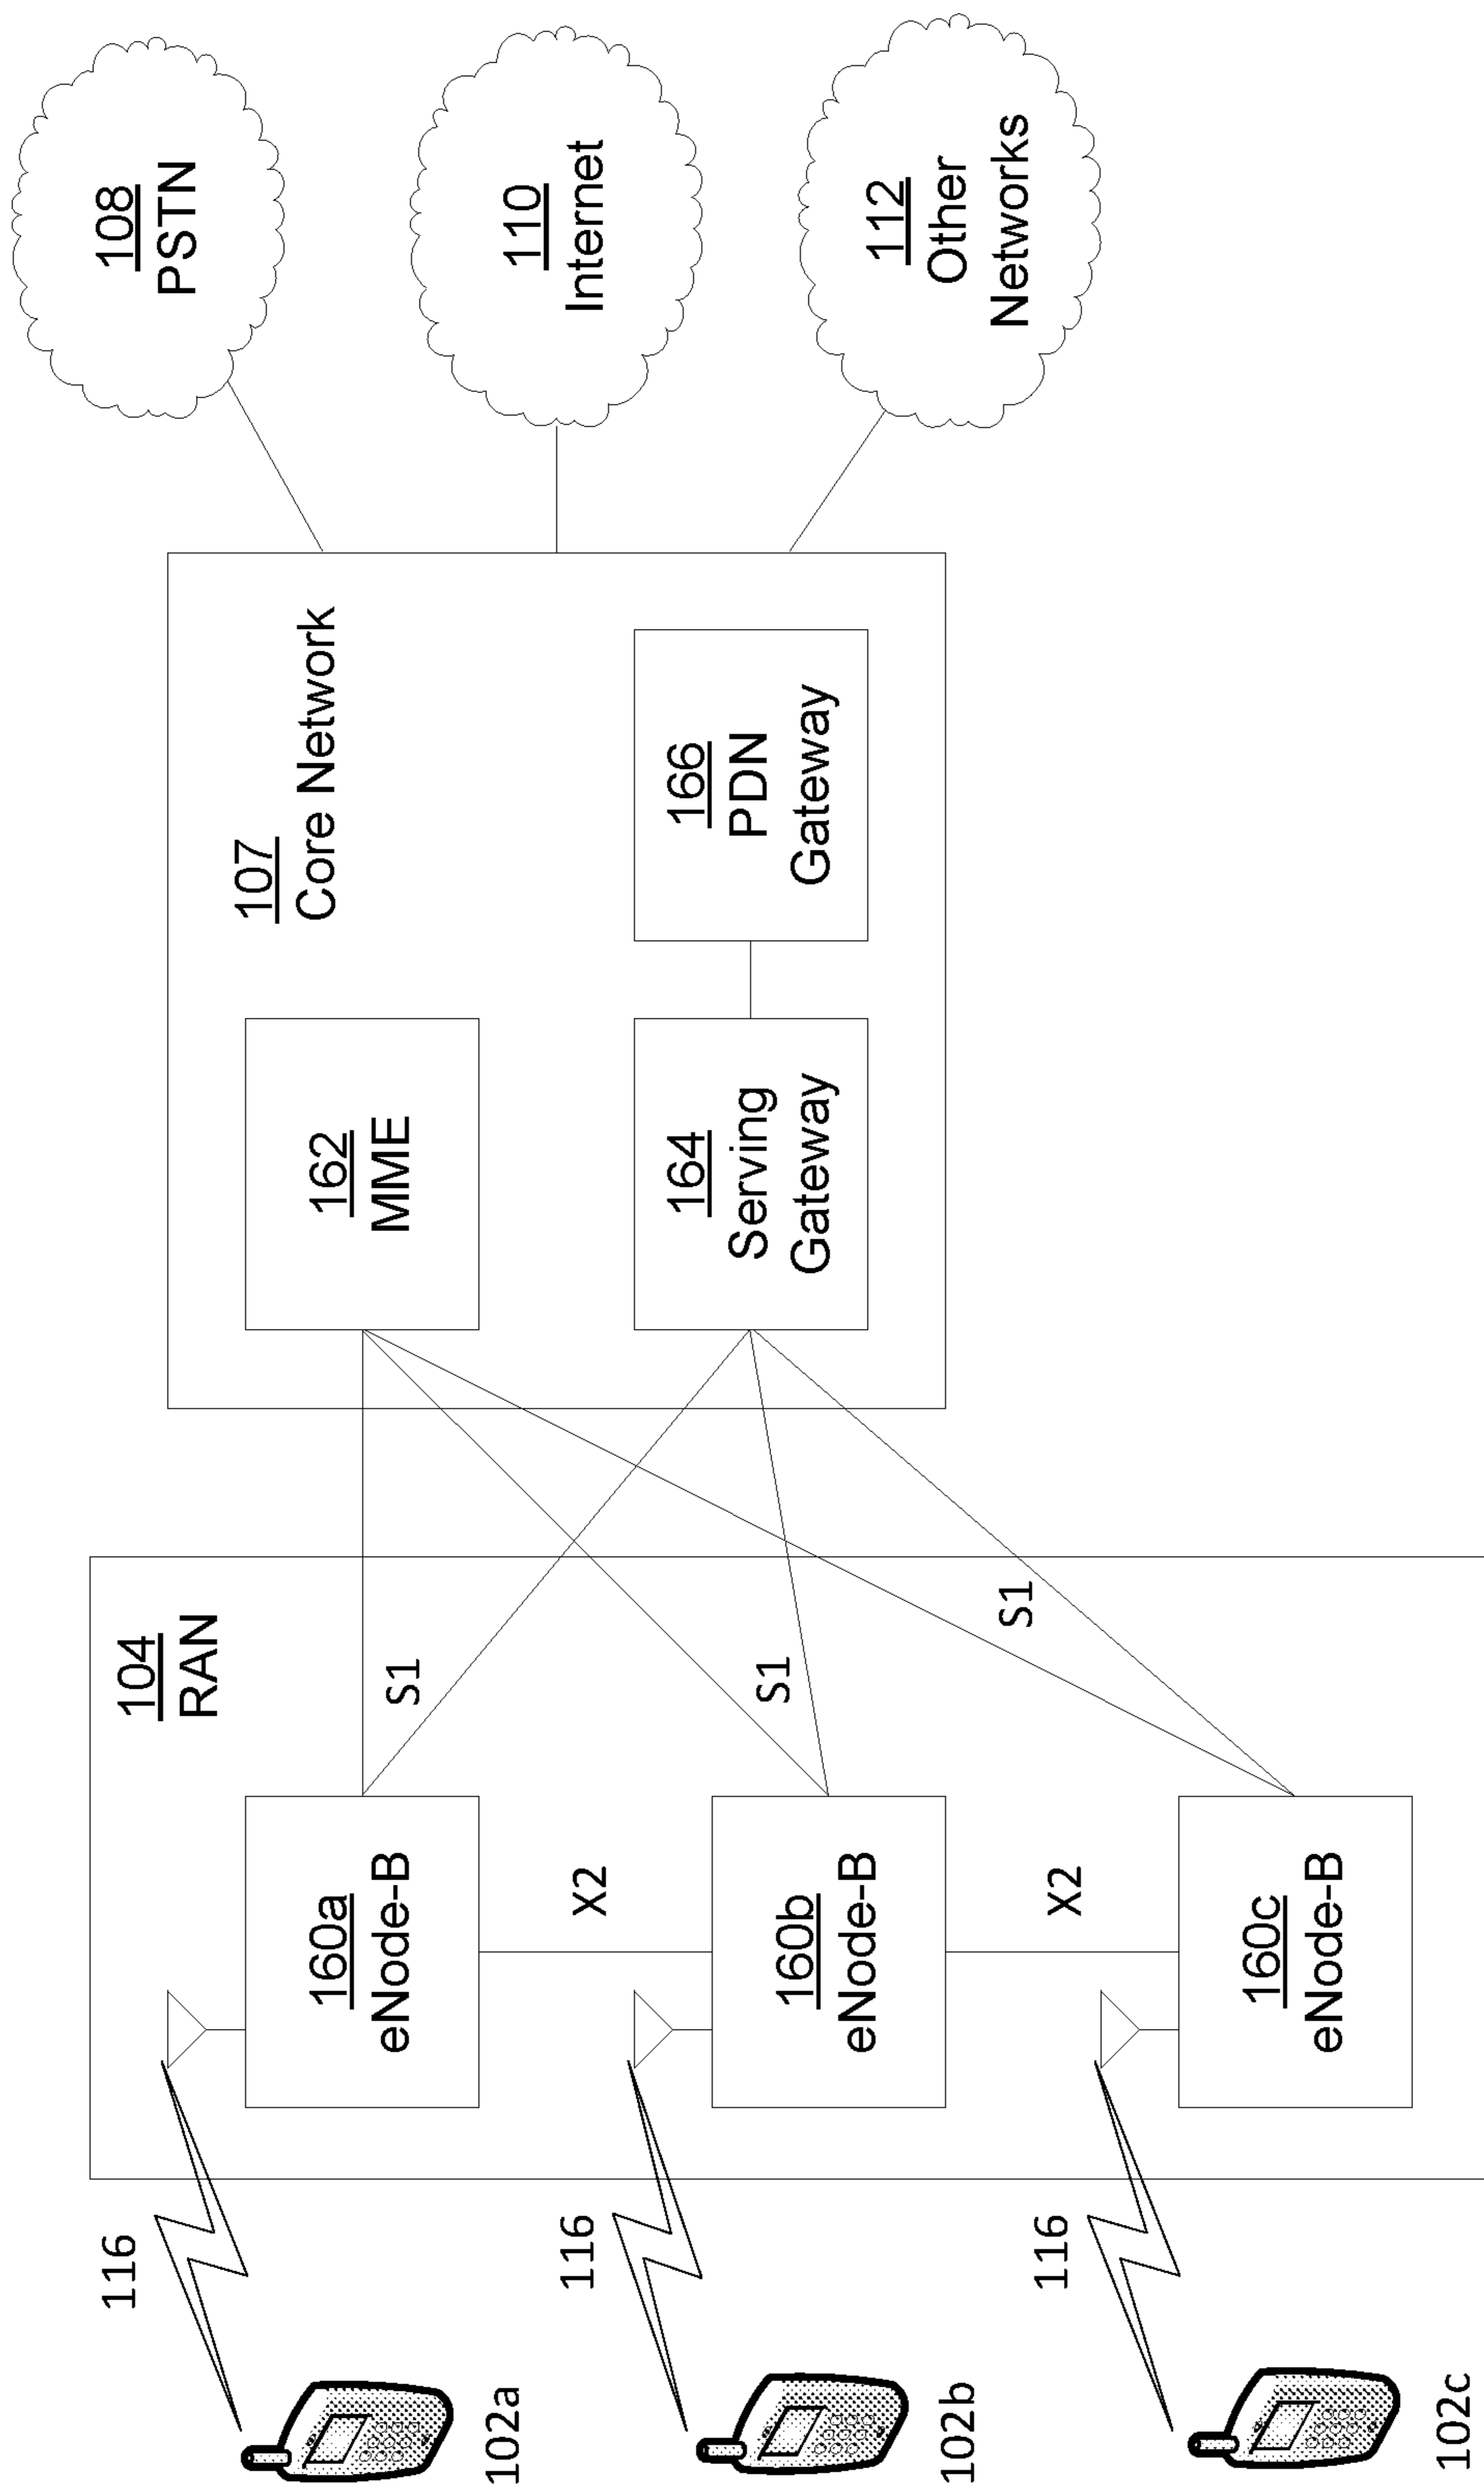 102a
116
104
RAN
160a
eNode-B
S1
X2
102b
116
160b
eNode-B
S1
X2
102c
116
160c
eNode-B
S1
107
Core Network
162
MME
164
Serving
Gateway
166
PDN
Gateway
108
PSTN
110
Internet
112
Other
Networks